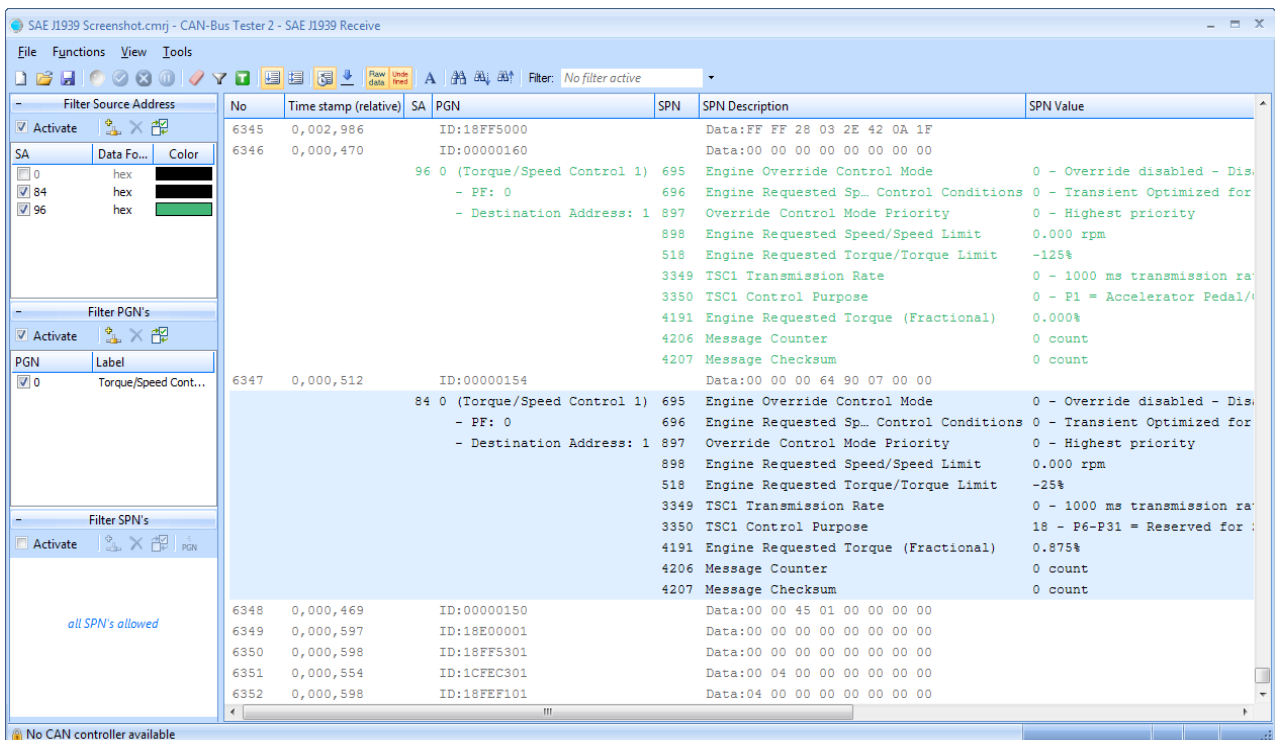 SAE J1939 Screenshot.cmrj - CAN-Bus Tester 2 - SAE J1939 Receive
File Functions View Tools
Raw data Unde fined A Filter: No filter active
Filter Source Address
Activate
SA Data Fo... Color
0 hex
84 hex
96 hex
Filter PGN's
Activate
PGN Label
0 Torque/Speed Cont...
Filter SPN's
Activate PGN
all SPN's allowed
No Time stamp (relative) SA PGN SPN SPN Description SPN Value
6345 0,002,986 ID:18FF5000 Data:FF FF 28 03 2E 42 0A 1F
6346 0,000,470 ID:00000160 Data:00 00 00 00 00 00 00 00
96 0 (Torque/Speed Control 1) 695 Engine Override Control Mode 0 - Override disabled - Dis
- PF: 0 696 Engine Requested Sp… Control Conditions 0 - Transient Optimized for
- Destination Address: 1 897 Override Control Mode Priority 0 - Highest priority
898 Engine Requested Speed/Speed Limit 0.000 rpm
518 Engine Requested Torque/Torque Limit -125%
3349 TSC1 Transmission Rate 0 - 1000 ms transmission ra
3350 TSC1 Control Purpose 0 - P1 = Accelerator Pedal/
4191 Engine Requested Torque (Fractional) 0.000%
4206 Message Counter 0 count
4207 Message Checksum 0 count
6347 0,000,512 ID:00000154 Data:00 00 00 64 90 07 00 00
84 0 (Torque/Speed Control 1) 695 Engine Override Control Mode 0 - Override disabled - Dis
- PF: 0 696 Engine Requested Sp… Control Conditions 0 - Transient Optimized for
- Destination Address: 1 897 Override Control Mode Priority 0 - Highest priority
898 Engine Requested Speed/Speed Limit 0.000 rpm
518 Engine Requested Torque/Torque Limit -25%
3349 TSC1 Transmission Rate 0 - 1000 ms transmission ra
3350 TSC1 Control Purpose 18 - P6-P31 = Reserved for
4191 Engine Requested Torque (Fractional) 0.875%
4206 Message Counter 0 count
4207 Message Checksum 0 count
6348 0,000,469 ID:00000150 Data:00 00 45 01 00 00 00 00
6349 0,000,597 ID:18E00001 Data:00 00 00 00 00 00 00 00
6350 0,000,598 ID:18FF5301 Data:00 00 00 00 00 00 00 00
6351 0,000,554 ID:1CFEC301 Data:00 04 00 00 00 00 00 00
6352 0,000,598 ID:18FEF101 Data:04 00 00 00 00 00 00 00
No CAN controller available